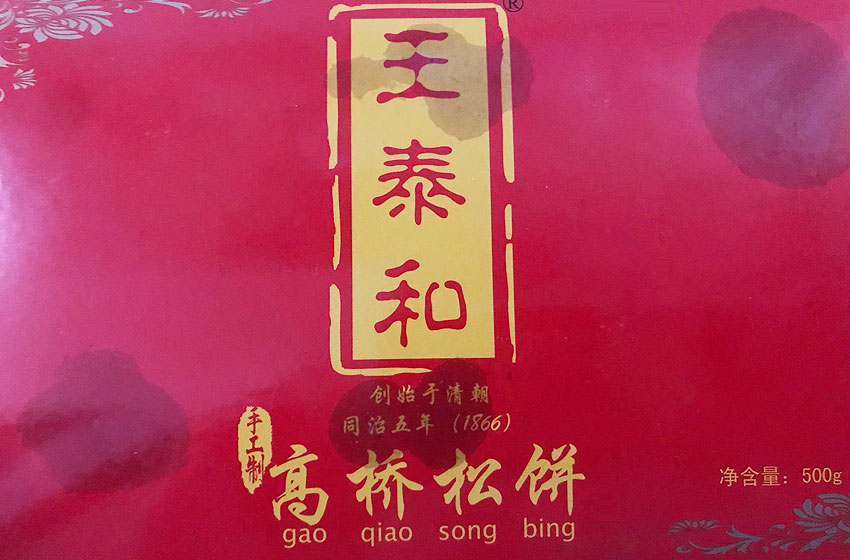 ®
王泰和
创始于清朝
同治五年 (1866)
手工制
高桥松饼
gao qiao song bing
净含量：500g